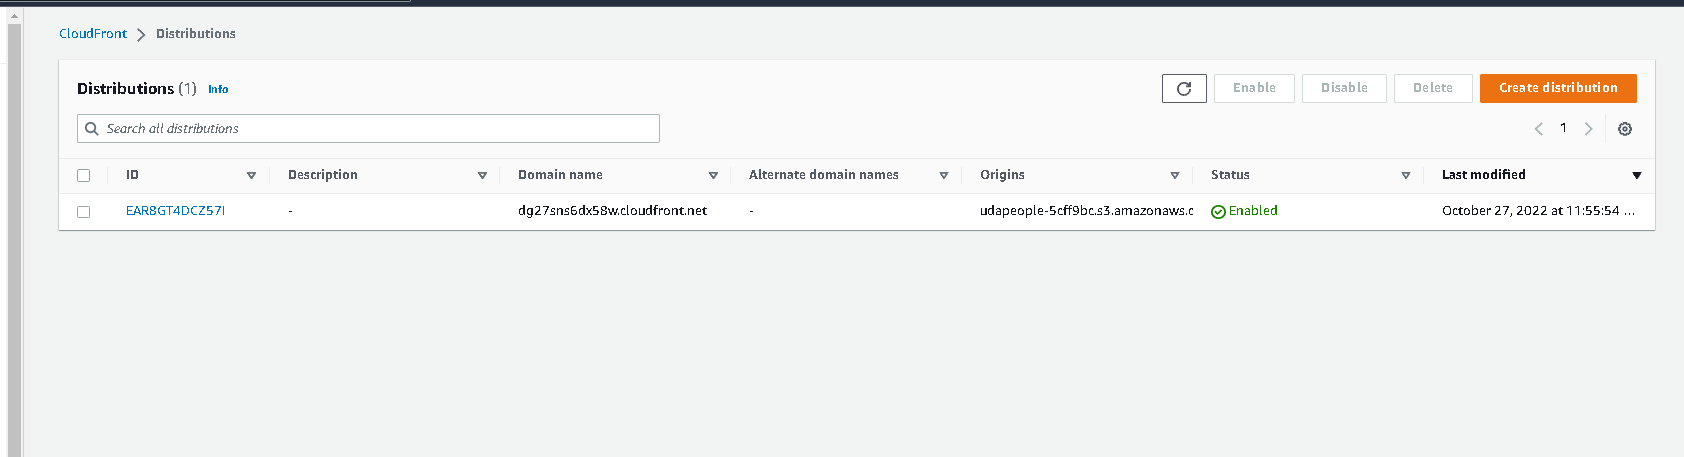 CloudFront > Distributions
Distributions (1) Info
Enable Disable Delete Create distribution
Search all distributions
1
ID Description Domain name Alternate domain names Origins Status Last modified
EAR8GT4DCZ57I - dg27sns6dx58w.cloudfront.net - udapeople-5cff9bc.s3.amazonaws.c Enabled October 27, 2022 at 11:55:54 ...